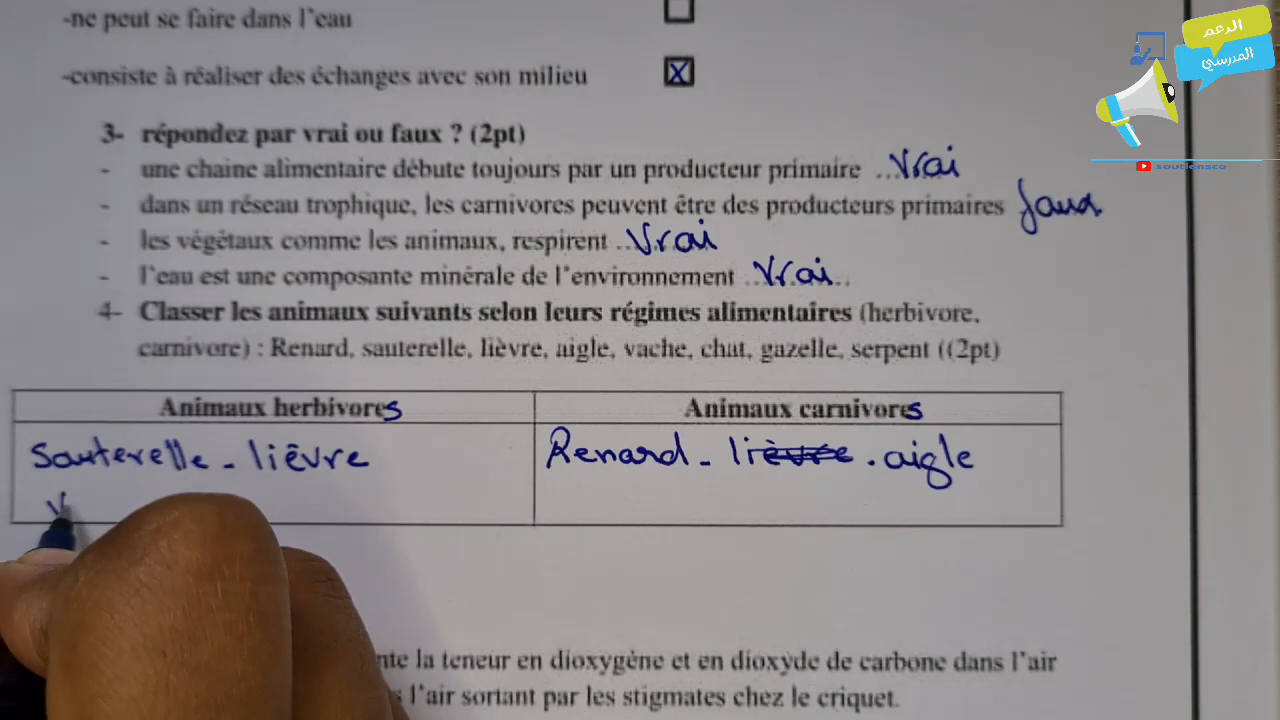 -ne peut se faire dans l'eau
-consiste à réaliser des échanges avec son milieu X
3- répondez par vrai ou faux ? (2pt)
- une chaine alimentaire débute toujours par un producteur primaire ..Vrai
- dans un réseau trophique, les carnivores peuvent être des producteurs primaires faux
- les végétaux comme les animaux, respirent ..Vrai
- l'eau est une composante minérale de l'environnement ..Vrai..
4- Classer les animaux suivants selon leurs régimes alimentaires (herbivore,
carnivore) : Renard, sauterelle, lièvre, aigle, vache, chat, gazelle, serpent ((2pt)
Animaux herbivores
Sauterelle - lièvre
v
Animaux carnivores
Renard - lièvre - aigle
nte la teneur en dioxygène et en dioxyde de carbone dans l'air
s l'air sortant par les stigmates chez le criquet.
الدعم
المدرسي
soutiensco